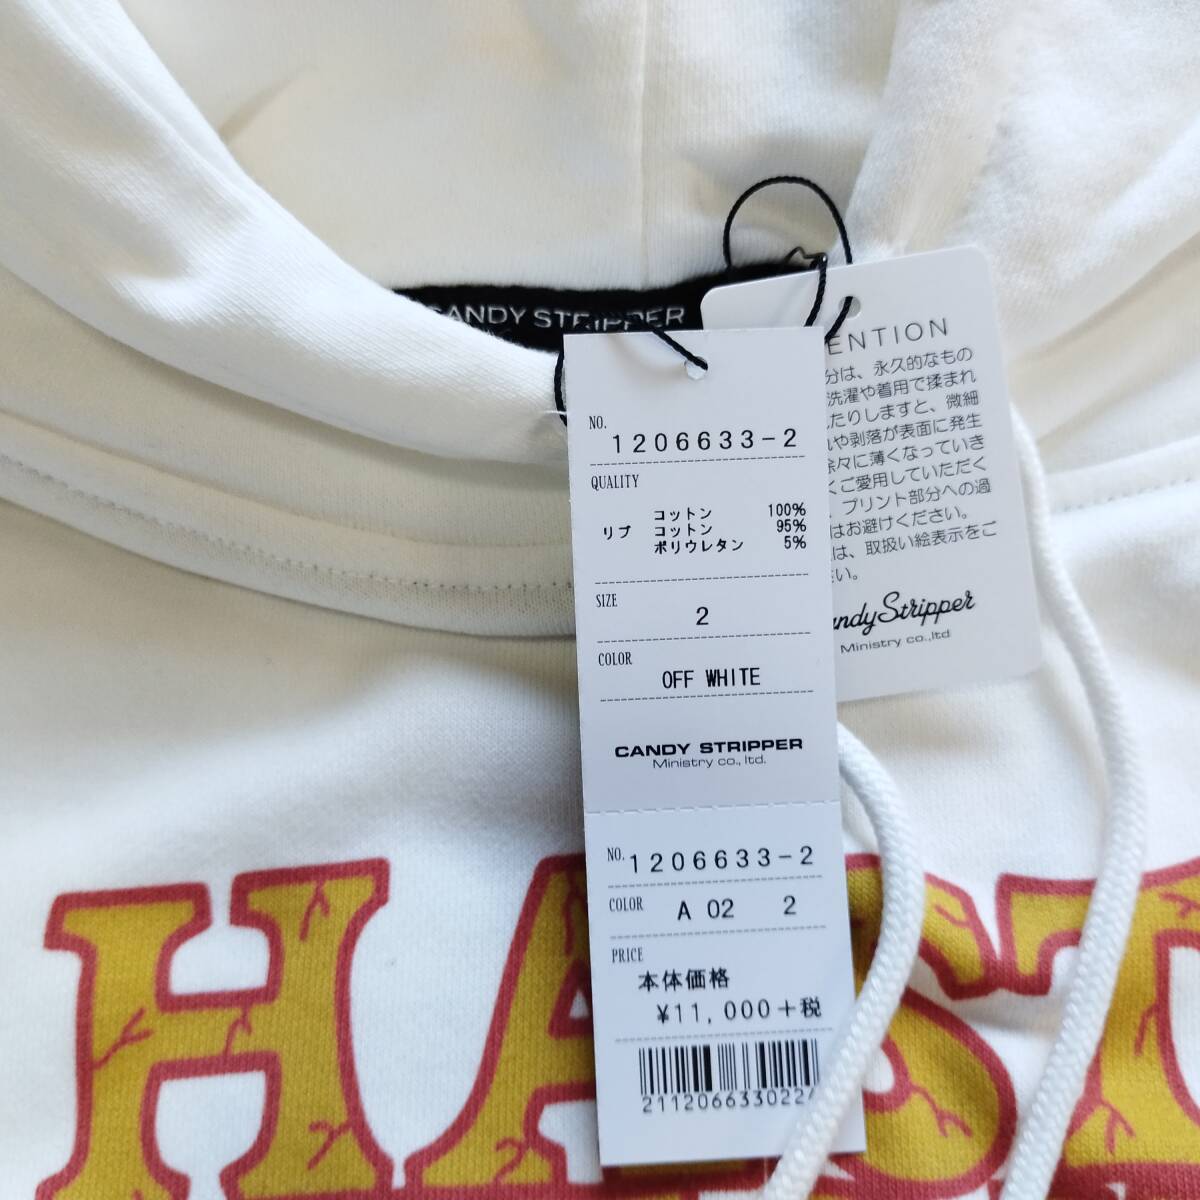 CANDY STRIPPER
NO.
1206633-2
QUALITY
コットン 100%
リブ コットン 95%
ポリウレタン 5%
SIZE
2
COLOR
OFF WHITE
CANDY STRIPPER
Ministry co., ltd.
NO. 1206633-2
COLOR A 02 2
PRICE
本体価格
¥11,000+税
は、永久的なもの
洗濯や着用で揉まれ
たりしますと、微細
や剥落が表面に発生
々に薄くなっていき
くご愛用していただく
、プリント部分への過
はお避けください。
は、取扱い絵表示をご
い。
Stripper
Ministry co.,ltd